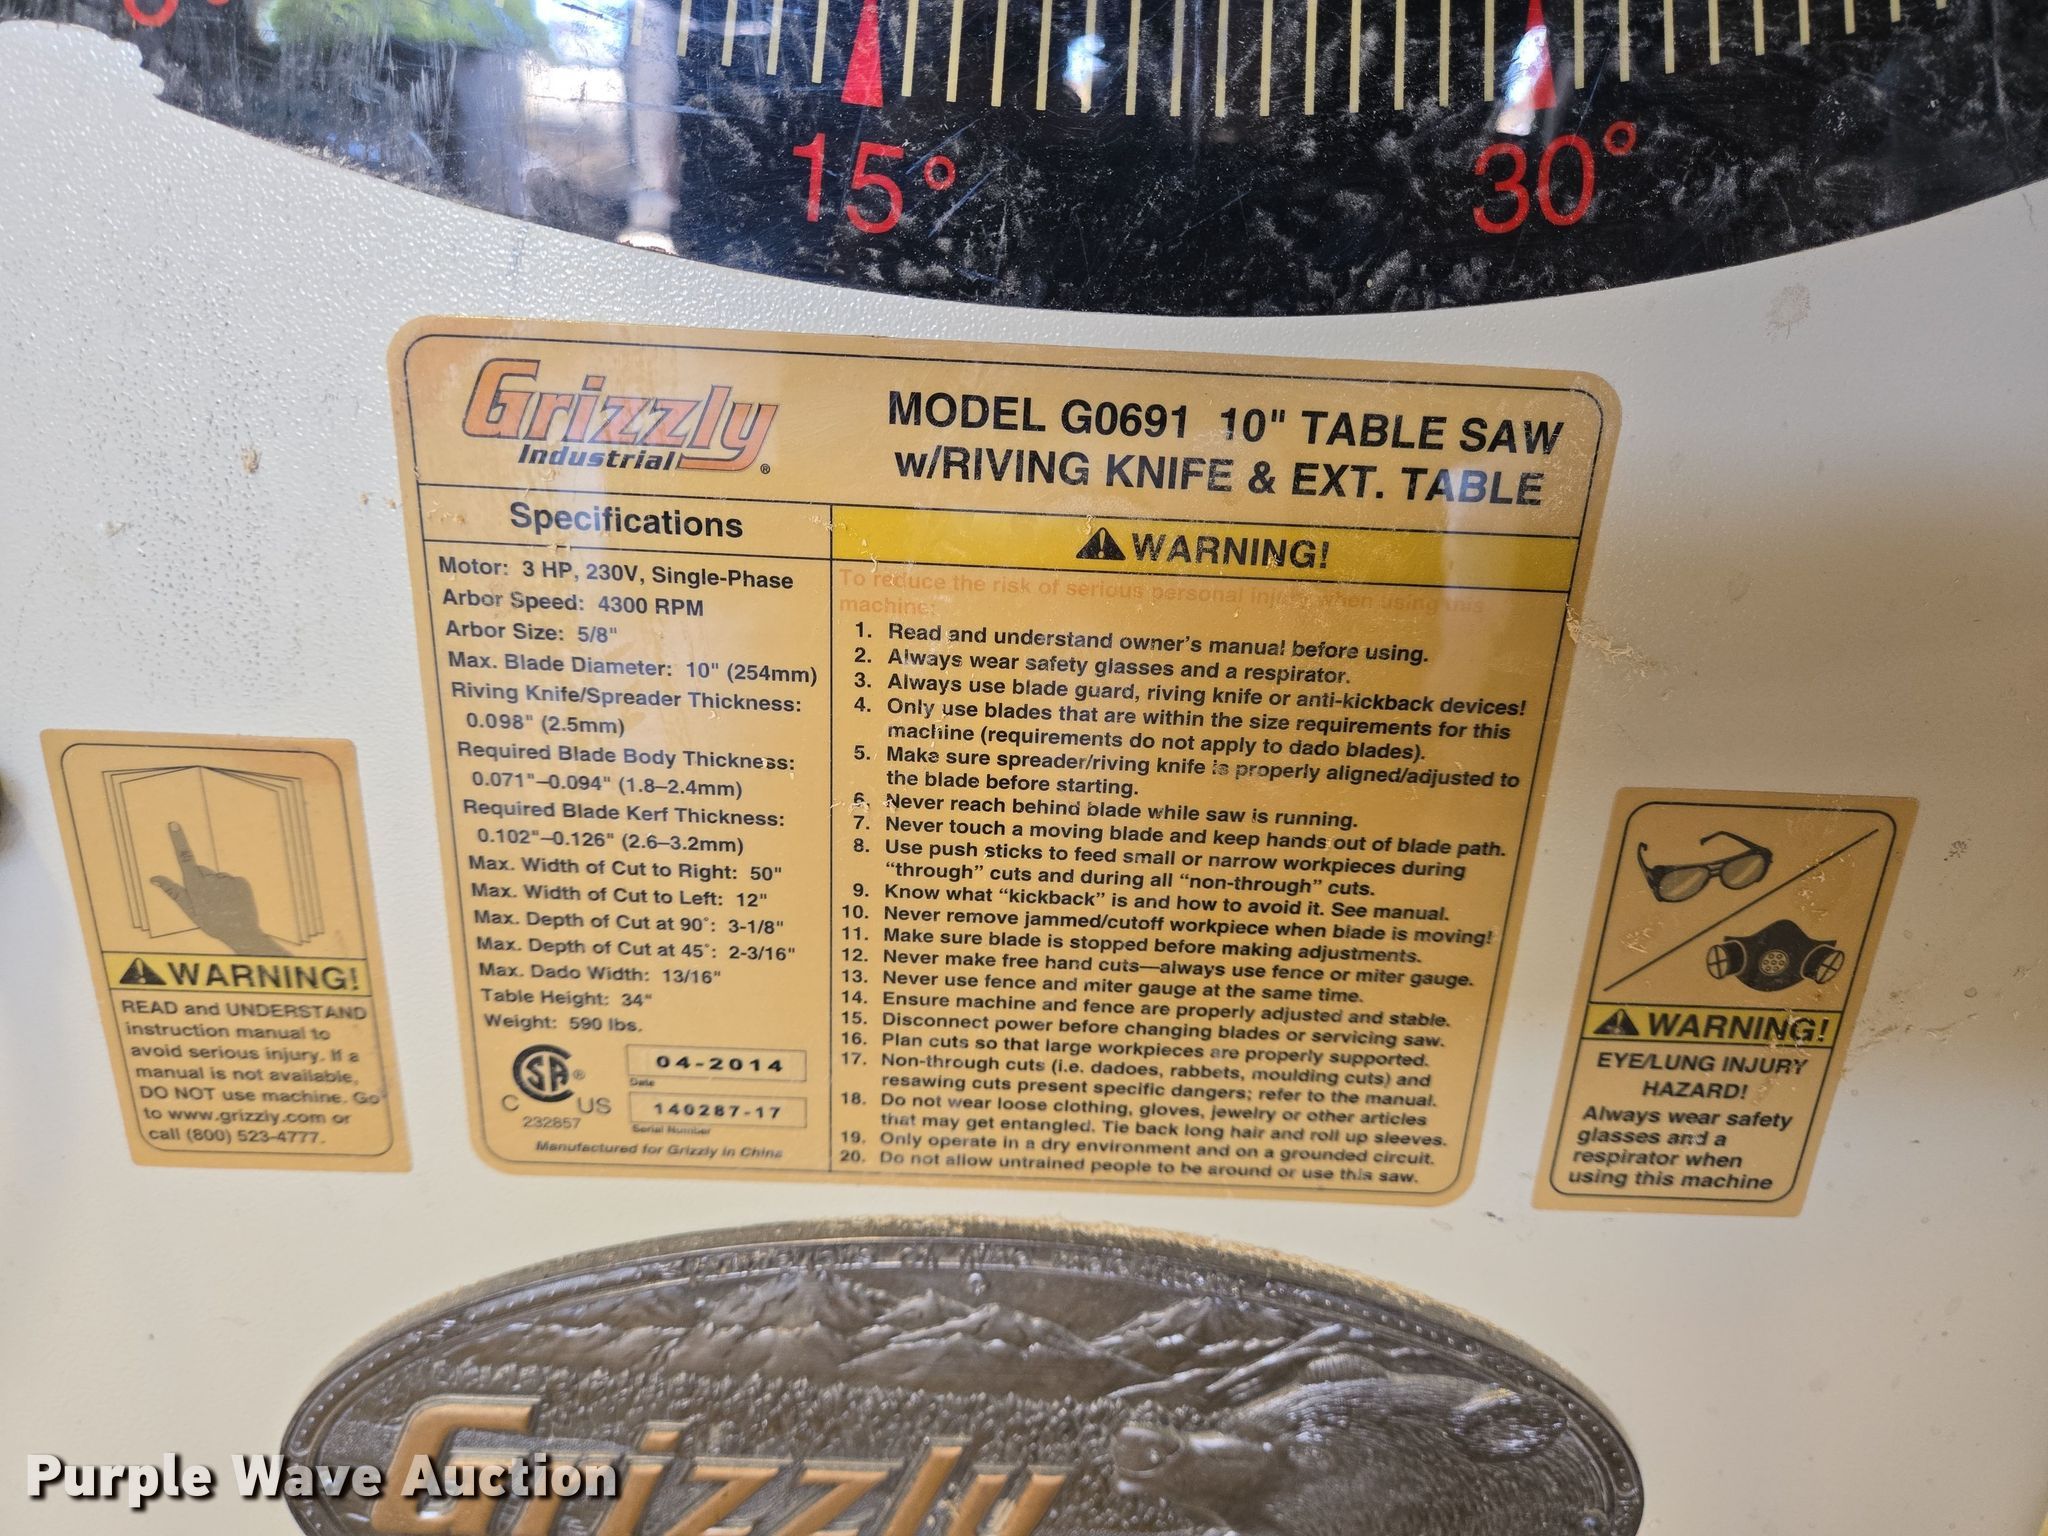 15°
30°
Grizzly
Industrial®
MODEL G0691 10" TABLE SAW
w/RIVING KNIFE & EXT. TABLE
Specifications
Motor: 3 HP, 230V, Single-Phase
Arbor Speed: 4300 RPM
Arbor Size: 5/8"
Max. Blade Diameter: 10" (254mm)
Riving Knife/Spreader Thickness:
0.098" (2.5mm)
Required Blade Body Thickness:
0.071"–0.094" (1.8–2.4mm)
Required Blade Kerf Thickness:
0.102"–0.126" (2.6–3.2mm)
Max. Width of Cut to Right: 50"
Max. Width of Cut to Left: 12"
Max. Depth of Cut at 90°: 3-1/8"
Max. Depth of Cut at 45°: 2-3/16"
Max. Dado Width: 13/16"
Table Height: 34"
Weight: 590 lbs.
SA®
C US
232857
04-2014
Date
140287-17
Serial Number
Manufactured for Grizzly in China
WARNING!
To reduce the risk of serious personal injury when using this
machine:
1. Read and understand owner's manual before using.
2. Always wear safety glasses and a respirator.
3. Always use blade guard, riving knife or anti-kickback devices!
4. Only use blades that are within the size requirements for this
machine (requirements do not apply to dado blades).
5. Make sure spreader/riving knife is properly aligned/adjusted to
the blade before starting.
6. Never reach behind blade while saw is running.
7. Never touch a moving blade and keep hands out of blade path.
8. Use push sticks to feed small or narrow workpieces during
“through” cuts and during all “non-through” cuts.
9. Know what “kickback” is and how to avoid it. See manual.
10. Never remove jammed/cutoff workpiece when blade is moving!
11. Make sure blade is stopped before making adjustments.
12. Never make free hand cuts—always use fence or miter gauge.
13. Never use fence and miter gauge at the same time.
14. Ensure machine and fence are properly adjusted and stable.
15. Disconnect power before changing blades or servicing saw.
16. Plan cuts so that large workpieces are properly supported.
17. Non-through cuts (i.e. dadoes, rabbets, moulding cuts) and
resawing cuts present specific dangers; refer to the manual.
18. Do not wear loose clothing, gloves, jewelry or other articles
that may get entangled. Tie back long hair and roll up sleeves.
19. Only operate in a dry environment and on a grounded circuit.
20. Do not allow untrained people to be around or use this saw.
WARNING!
READ and UNDERSTAND
instruction manual to
avoid serious injury. If a
manual is not available,
DO NOT use machine. Go
to www.grizzly.com or
call (800) 523-4777.
WARNING!
EYE/LUNG INJURY
HAZARD!
Always wear safety
glasses and a
respirator when
using this machine
Grizzly
Purple Wave Auction